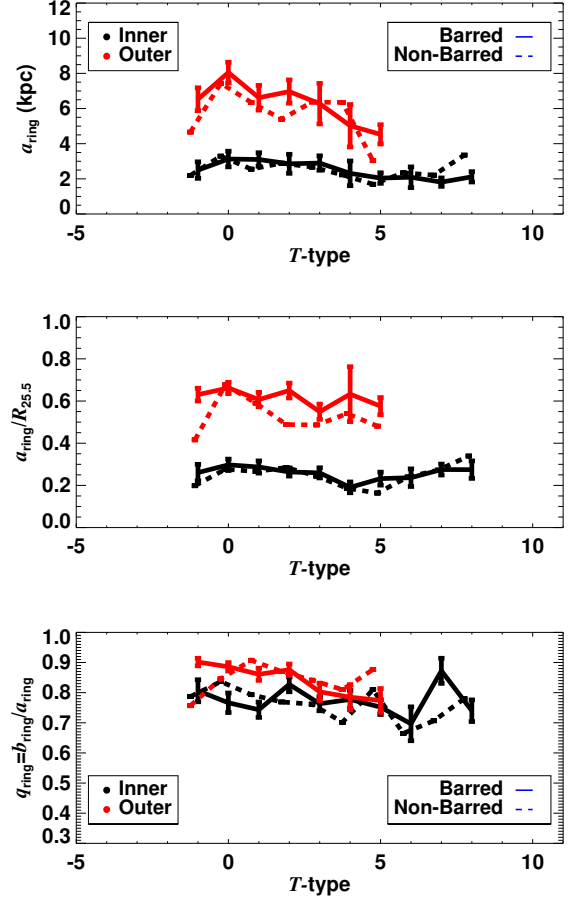 Inner
Outer
Barred
Non-Barred
12
10
8
6
4
2
0
a_ring (kpc)
-5
0
5
10
T-type
1.0
0.8
0.6
0.4
0.2
0.0
a_ring/R_25.5
-5
0
5
10
T-type
1.0
0.9
0.8
0.7
0.6
0.5
0.4
0.3
q_ring=b_ring/a_ring
Inner
Outer
Barred
Non-Barred
-5
0
5
10
T-type